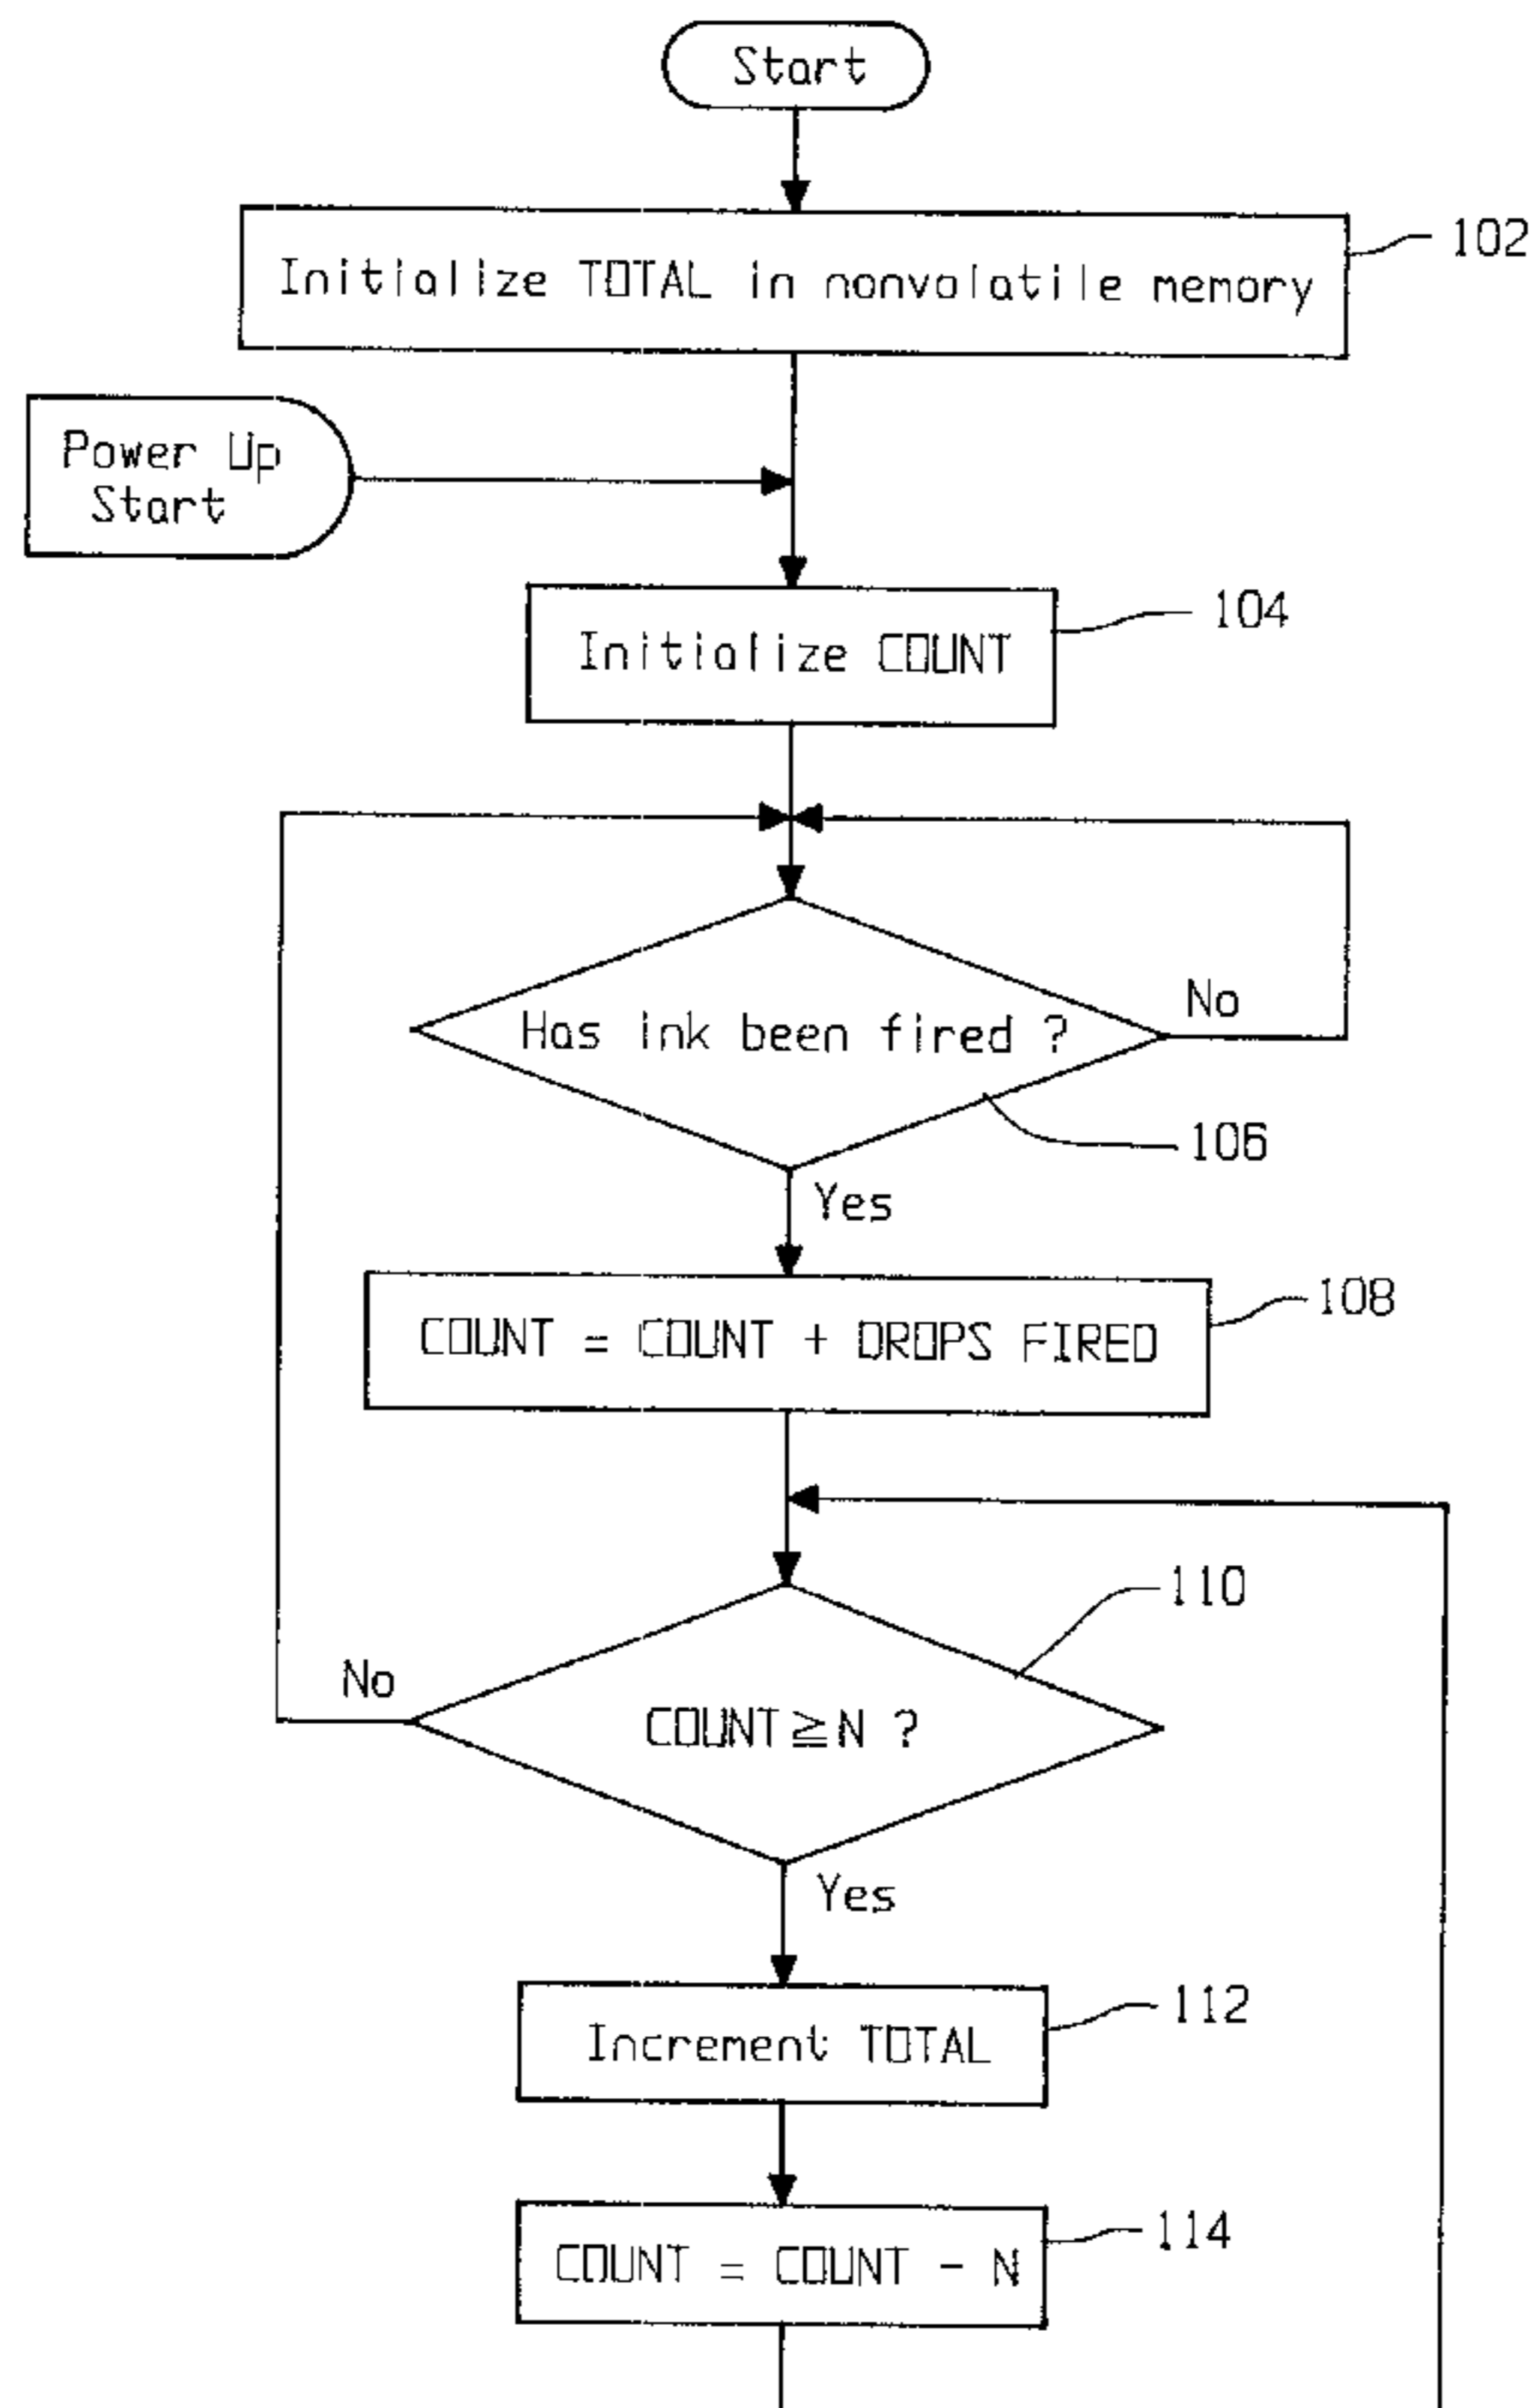 Start
Initialize TOTAL in nonvolatile memory
102
Power Up
Start
Initialize COUNT
104
Has ink been fired ?
No
106
Yes
COUNT = COUNT + DROPS FIRED
108
110
No
COUNT≧N ?
Yes
Increment TOTAL
112
COUNT = COUNT - N
114